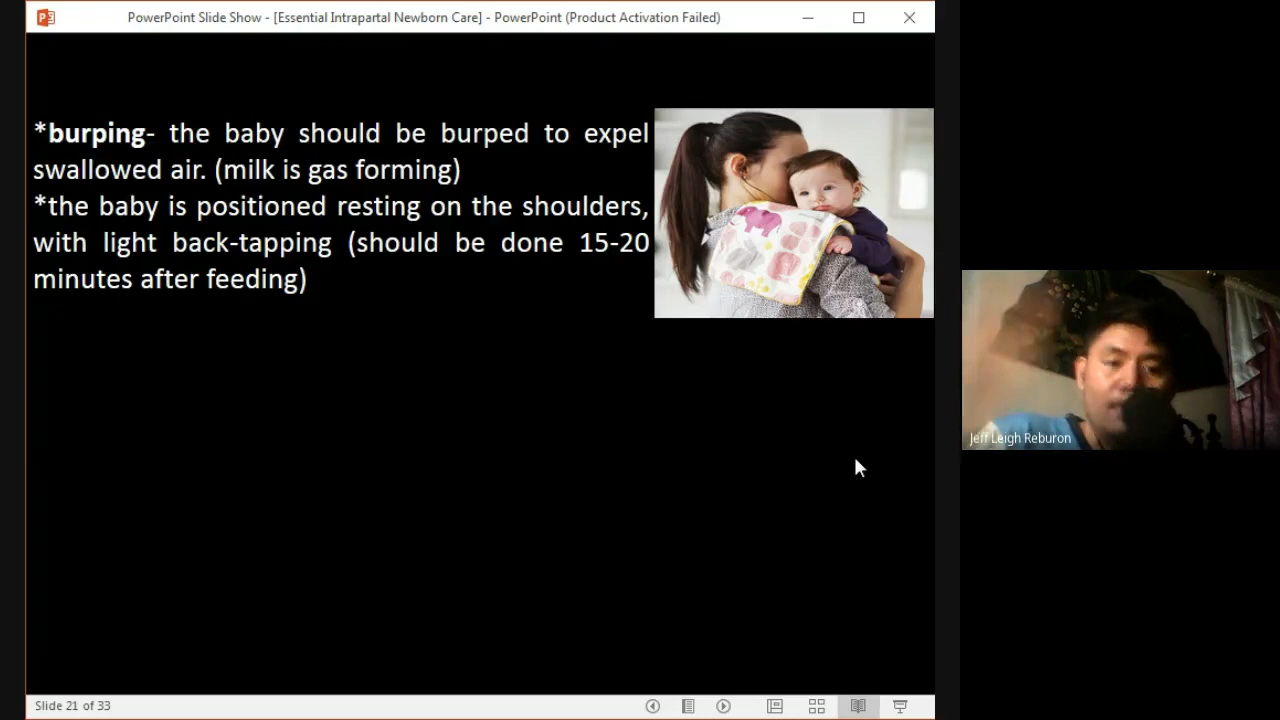 PowerPoint Slide Show - [Essential Intrapartal Newborn Care] - PowerPoint (Product Activation Failed)
*burping- the baby should be burped to expel
swallowed air. (milk is gas forming)
*the baby is positioned resting on the shoulders,
with light back-tapping (should be done 15-20
minutes after feeding)
Jeff Leigh Reburon
Slide 21 of 33